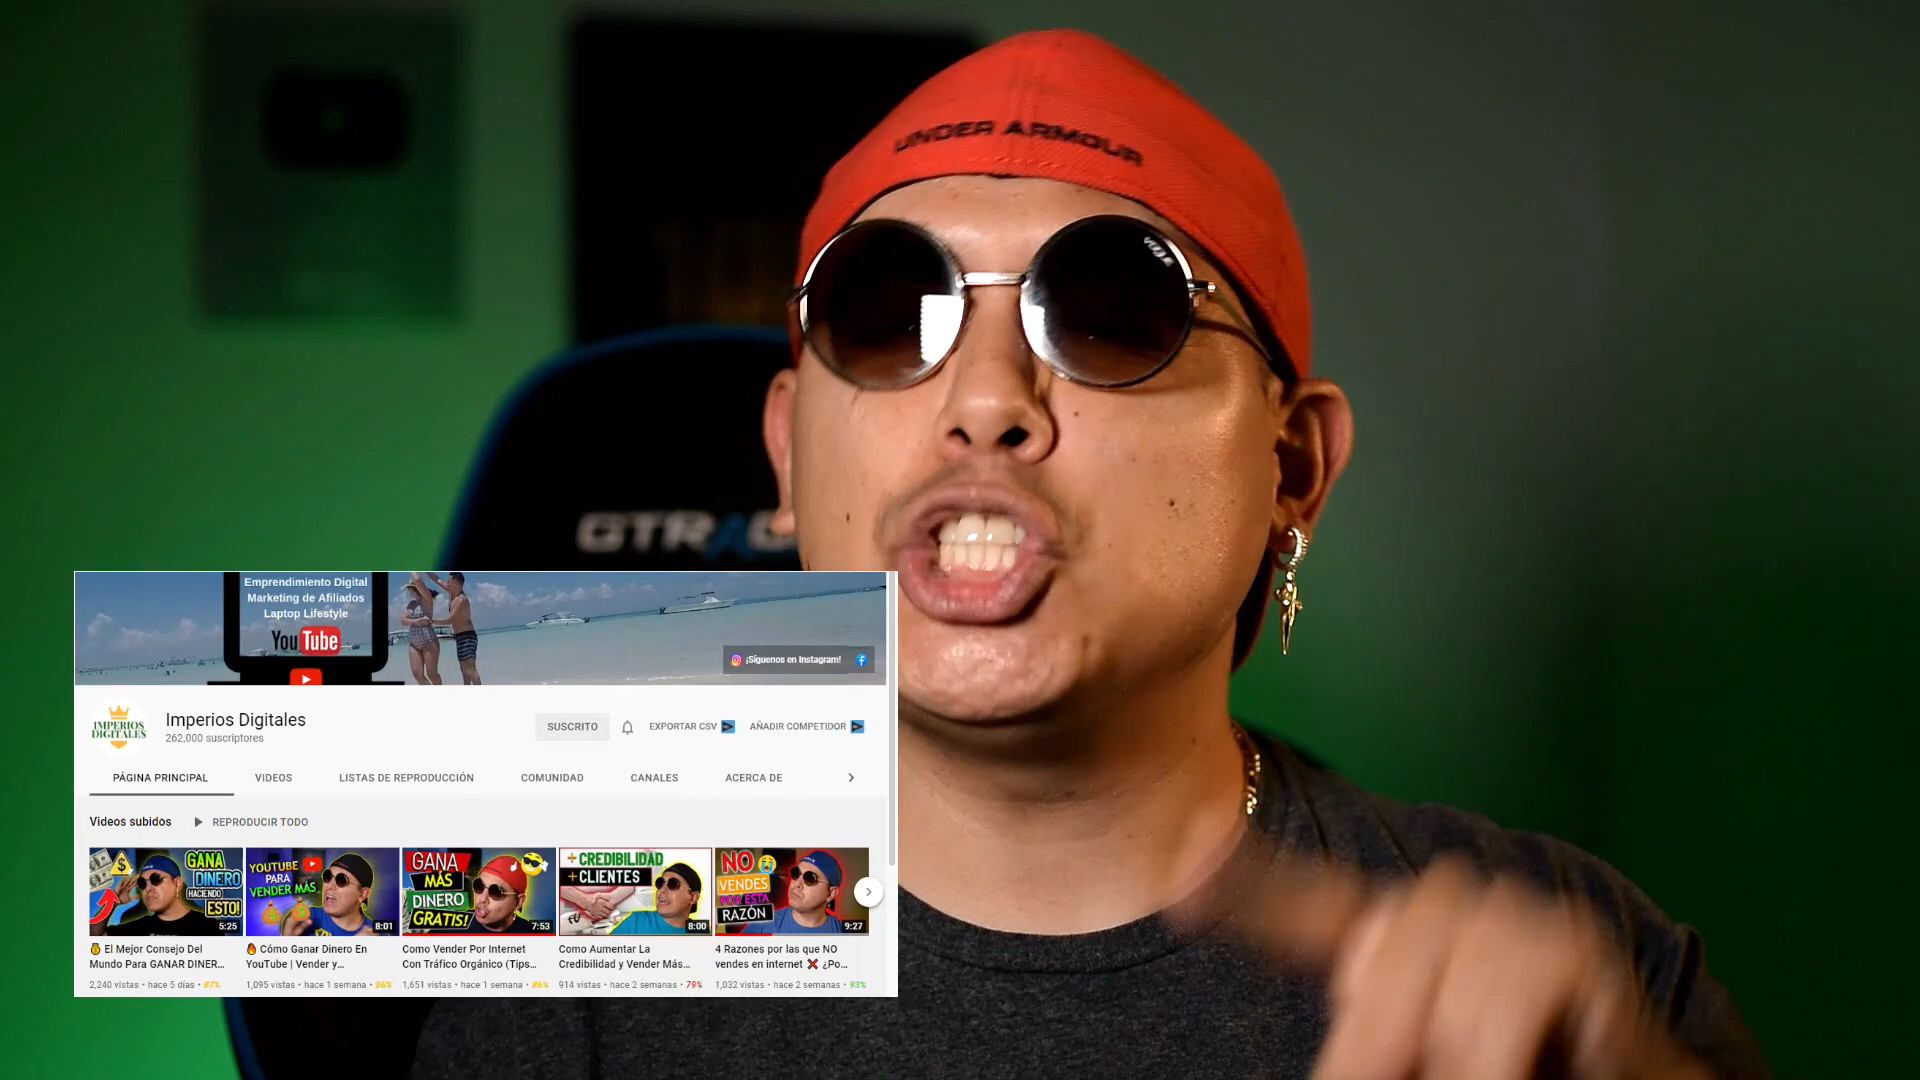 UNDER ARMOUR
VOGUE
Emprendimiento Digital
Marketing de Afiliados
Laptop Lifestyle
YouTube
¡Síguenos en Instagram!
IMPERIOS
DIGITALES
Imperios Digitales
262,000 suscriptores
SUSCRITO
EXPORTAR CSV
AÑADIR COMPETIDOR
PÁGINA PRINCIPAL
VIDEOS
LISTAS DE REPRODUCCIÓN
COMUNIDAD
CANALES
ACERCA DE
Videos subidos
REPRODUCIR TODO
GANA
DINERO
HACIENDO
ESTO!
5:25
YOUTUBE
PARA
VENDER MÁS
8:01
GANA
MÁS
DINERO
GRATIS!
7:53
+CREDIBILIDAD
+CLIENTES
8:00
NO
VENDES
POR ESTA
RAZÓN
9:27
El Mejor Consejo Del
Mundo Para GANAR DINER...
2,240 vistas • hace 5 días • 87%
Cómo Ganar Dinero En
YouTube | Vender y...
1,095 vistas • hace 1 semana • 86%
Como Vender Por Internet
Con Tráfico Orgánico (Tips...
1,651 vistas • hace 1 semana • 86%
Como Aumentar La
Credibilidad y Vender Más...
914 vistas • hace 2 semanas • 79%
4 Razones por las que NO
vendes en internet ❌ ¿Po...
1,032 vistas • hace 2 semanas • 93%